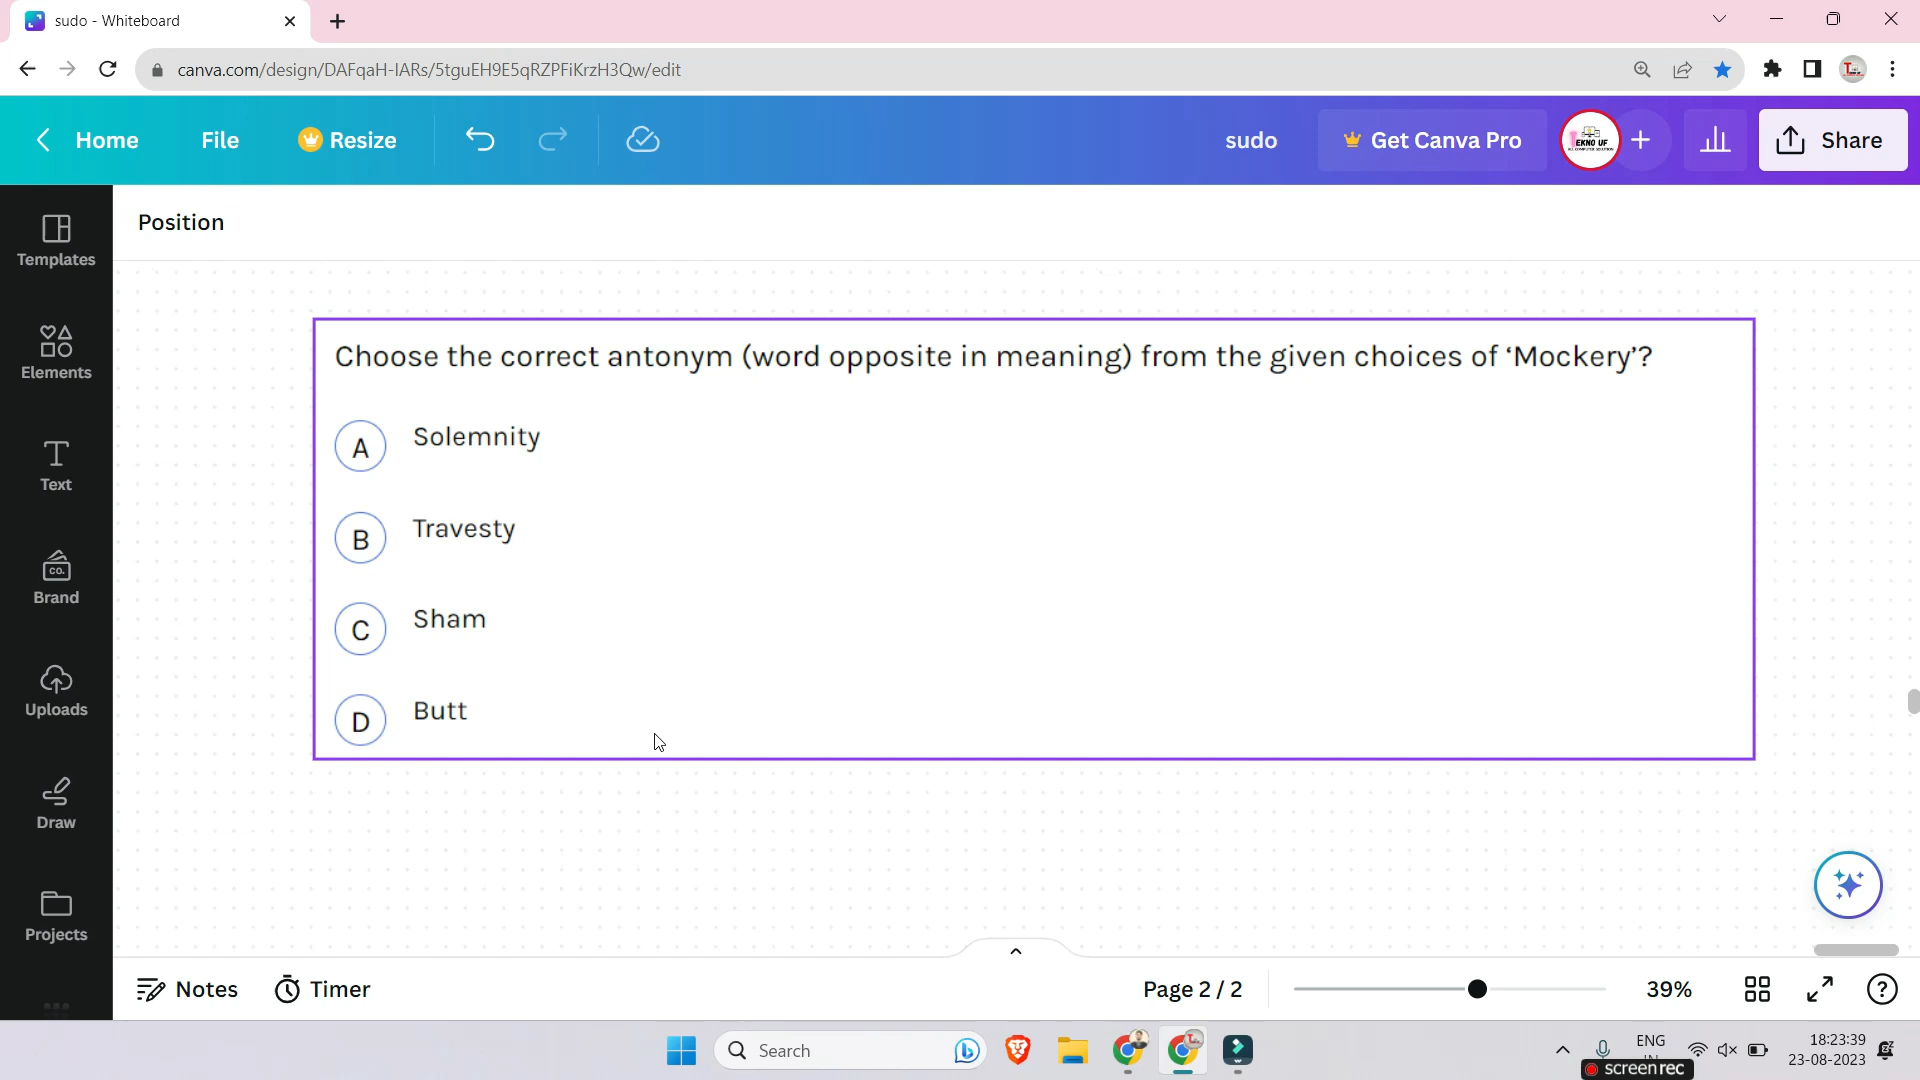 sudo - Whiteboard
canva.com/design/DAFqaH-IARs/5tguEH9E5qRZPFiKrzH3Qw/edit
Home File Resize sudo Get Canva Pro EKNO UF Share
Position
Templates
Elements
Text
Brand
CO.
Uploads
Draw
Projects
Choose the correct antonym (word opposite in meaning) from the given choices of ‘Mockery’?
A Solemnity
B Travesty
C Sham
D Butt
Notes Timer Page 2 / 2 39%
Search
ENG
18:23:39
23-08-2023
screenrec